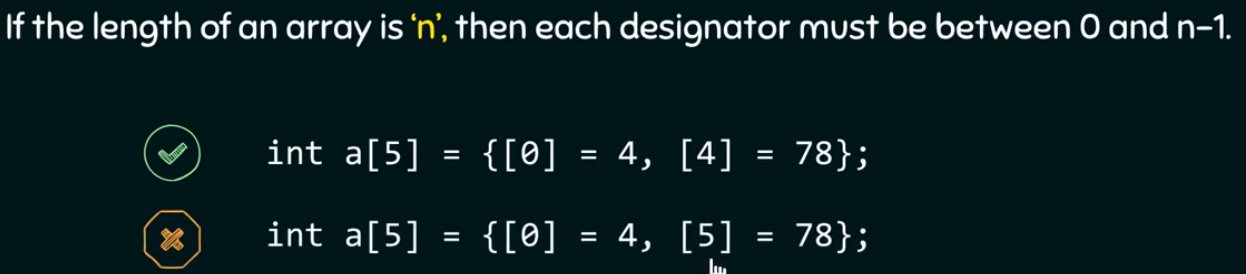 If the length of an array is ‘n’, then each designator must be between 0 and n-1.
int a[5] = {[0] = 4, [4] = 78};
int a[5] = {[0] = 4, [5] = 78};